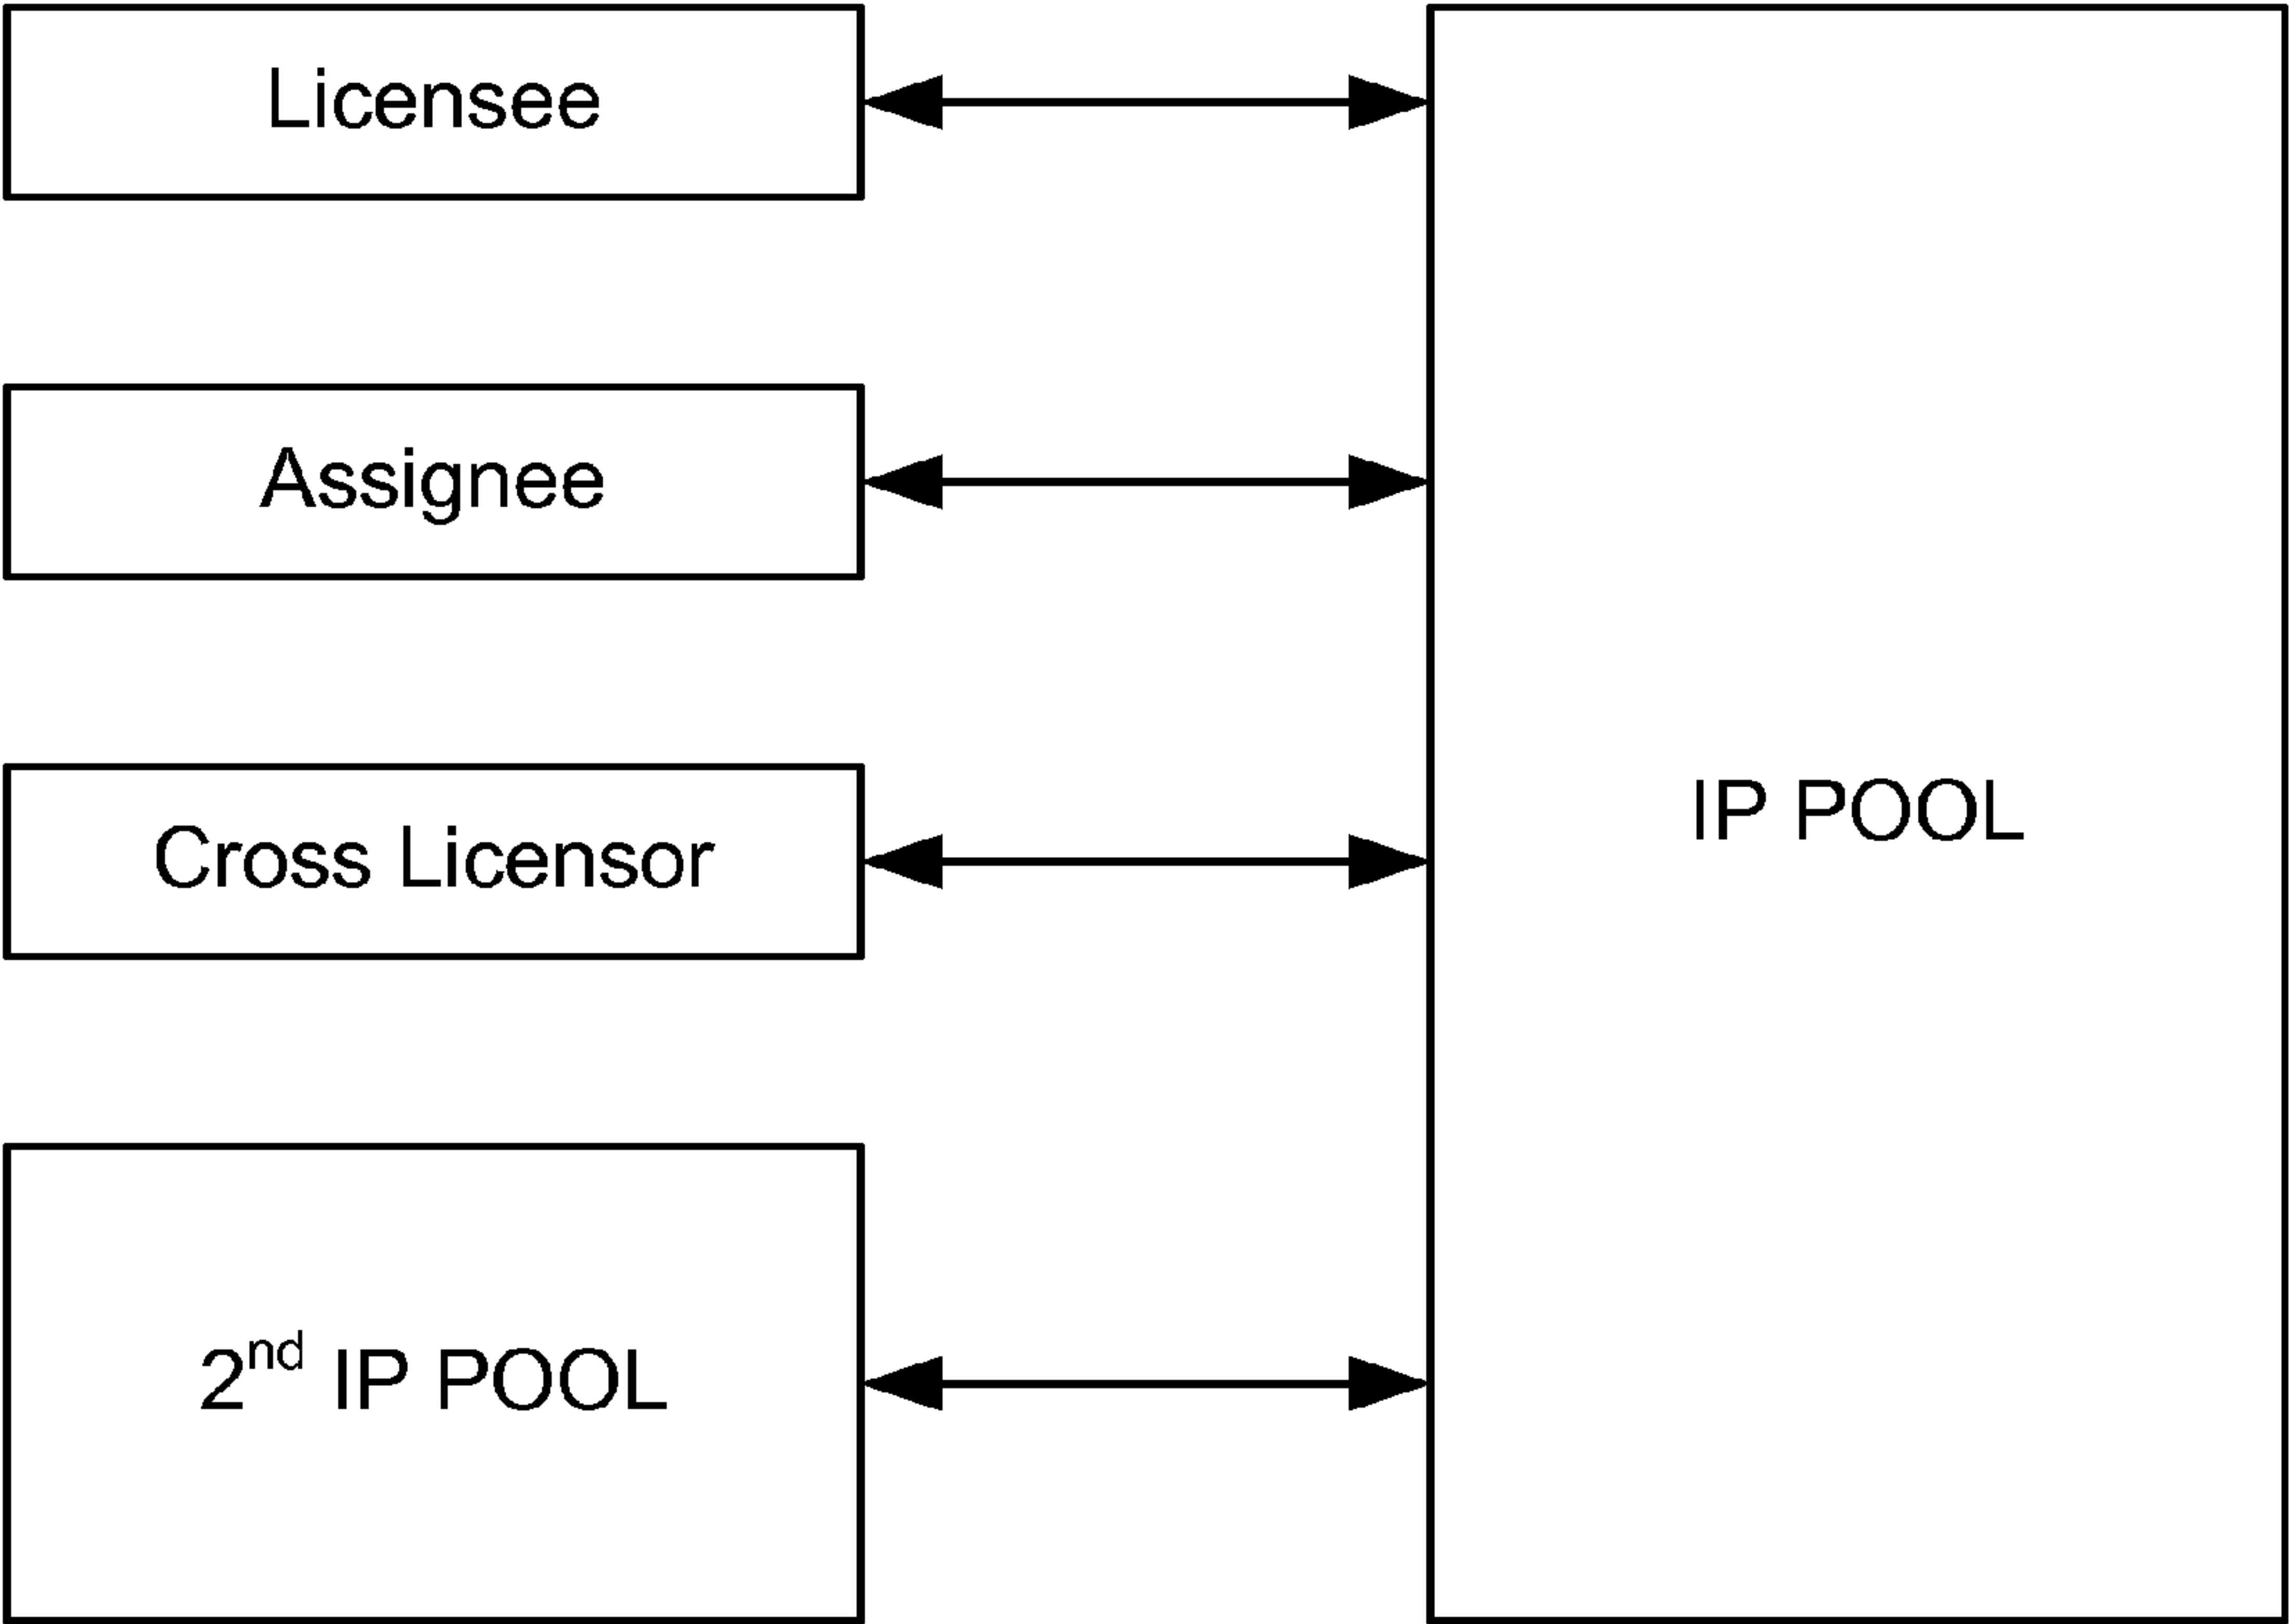 Licensee
Assignee
Cross Licensor
IP POOL
2nd IP POOL